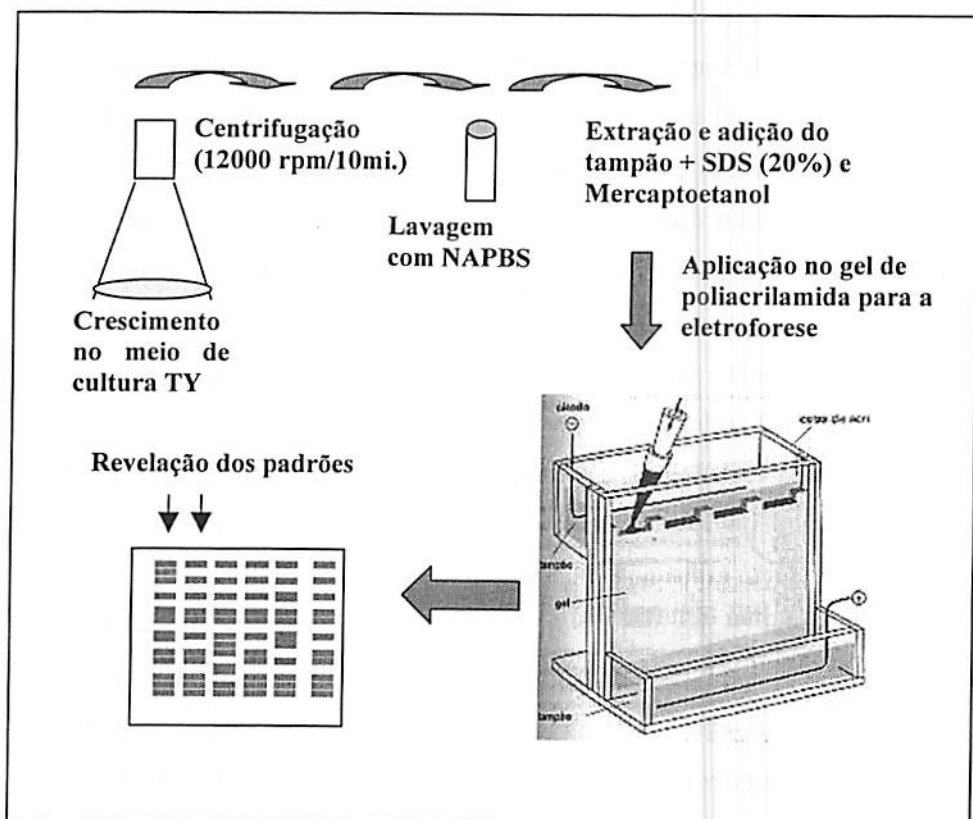 Centrifugação
(12000 rpm/10mi.)
Lavagem
com NAPBS
Extração e adição do
tampão + SDS (20%) e
Mercaptoetanol
Crescimento
no meio de
cultura TY
Aplicação no gel de
poliacrilamida para a
eletroforese
Revelação dos padrões
cátodo
−
tampão
gel
+
tampão